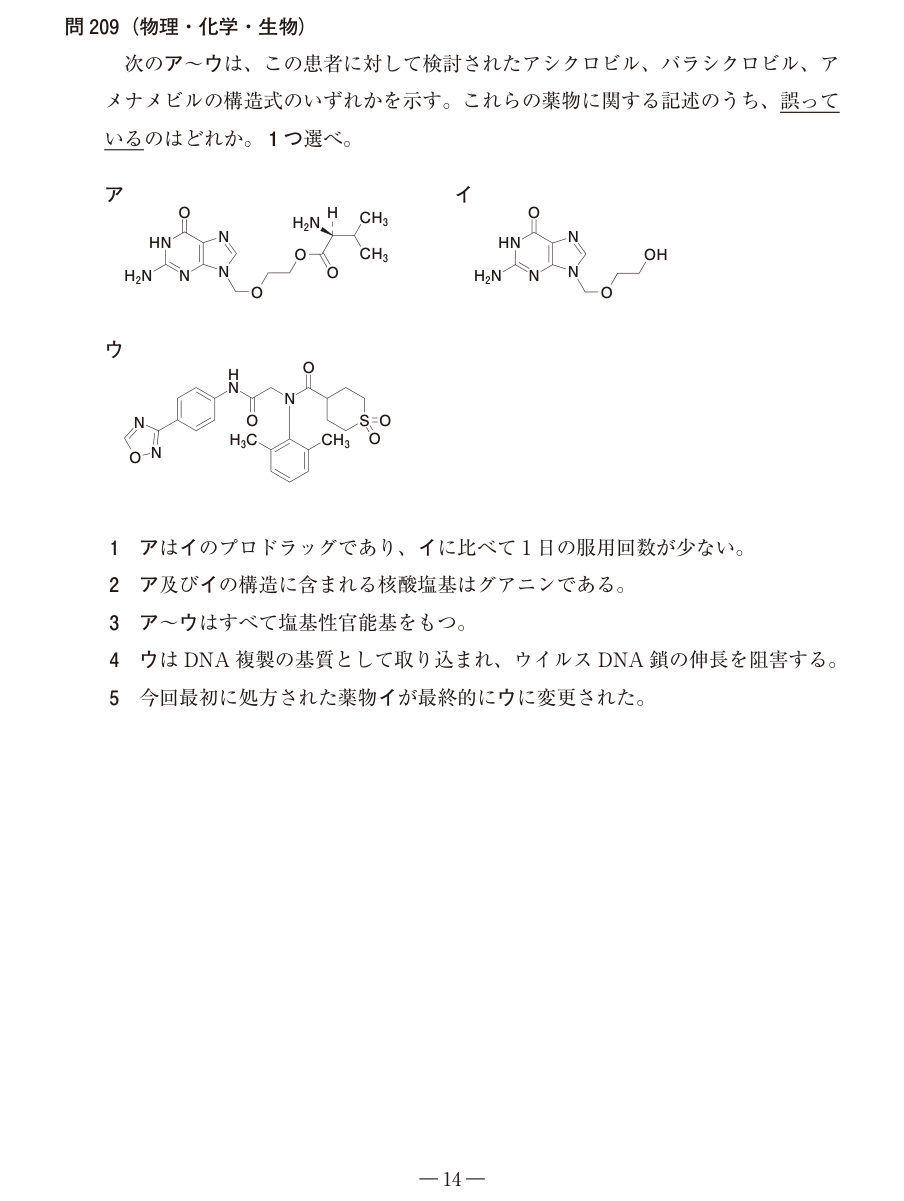 問 209（物理・化学・生物）
次のア～ウは、この患者に対して検討されたアシクロビル、バラシクロビル、ア
メナメビルの構造式のいずれかを示す。これらの薬物に関する記述のうち、誤って
いるのはどれか。1つ選べ。
ア
O
HN
N
H2N
N
N
O
O
H2N
H
CH3
CH3
O
イ
O
HN
N
H2N
N
N
O
OH
ウ
N
O
N
H
N
O
N
O
H3C
CH3
S
O
O
1 アはイのプロドラッグであり、イに比べて1日の服用回数が少ない。
2 ア及びイの構造に含まれる核酸塩基はグアニンである。
3 ア～ウはすべて塩基性官能基をもつ。
4 ウは DNA 複製の基質として取り込まれ、ウイルス DNA 鎖の伸長を阻害する。
5 今回最初に処方された薬物イが最終的にウに変更された。
— 14 —